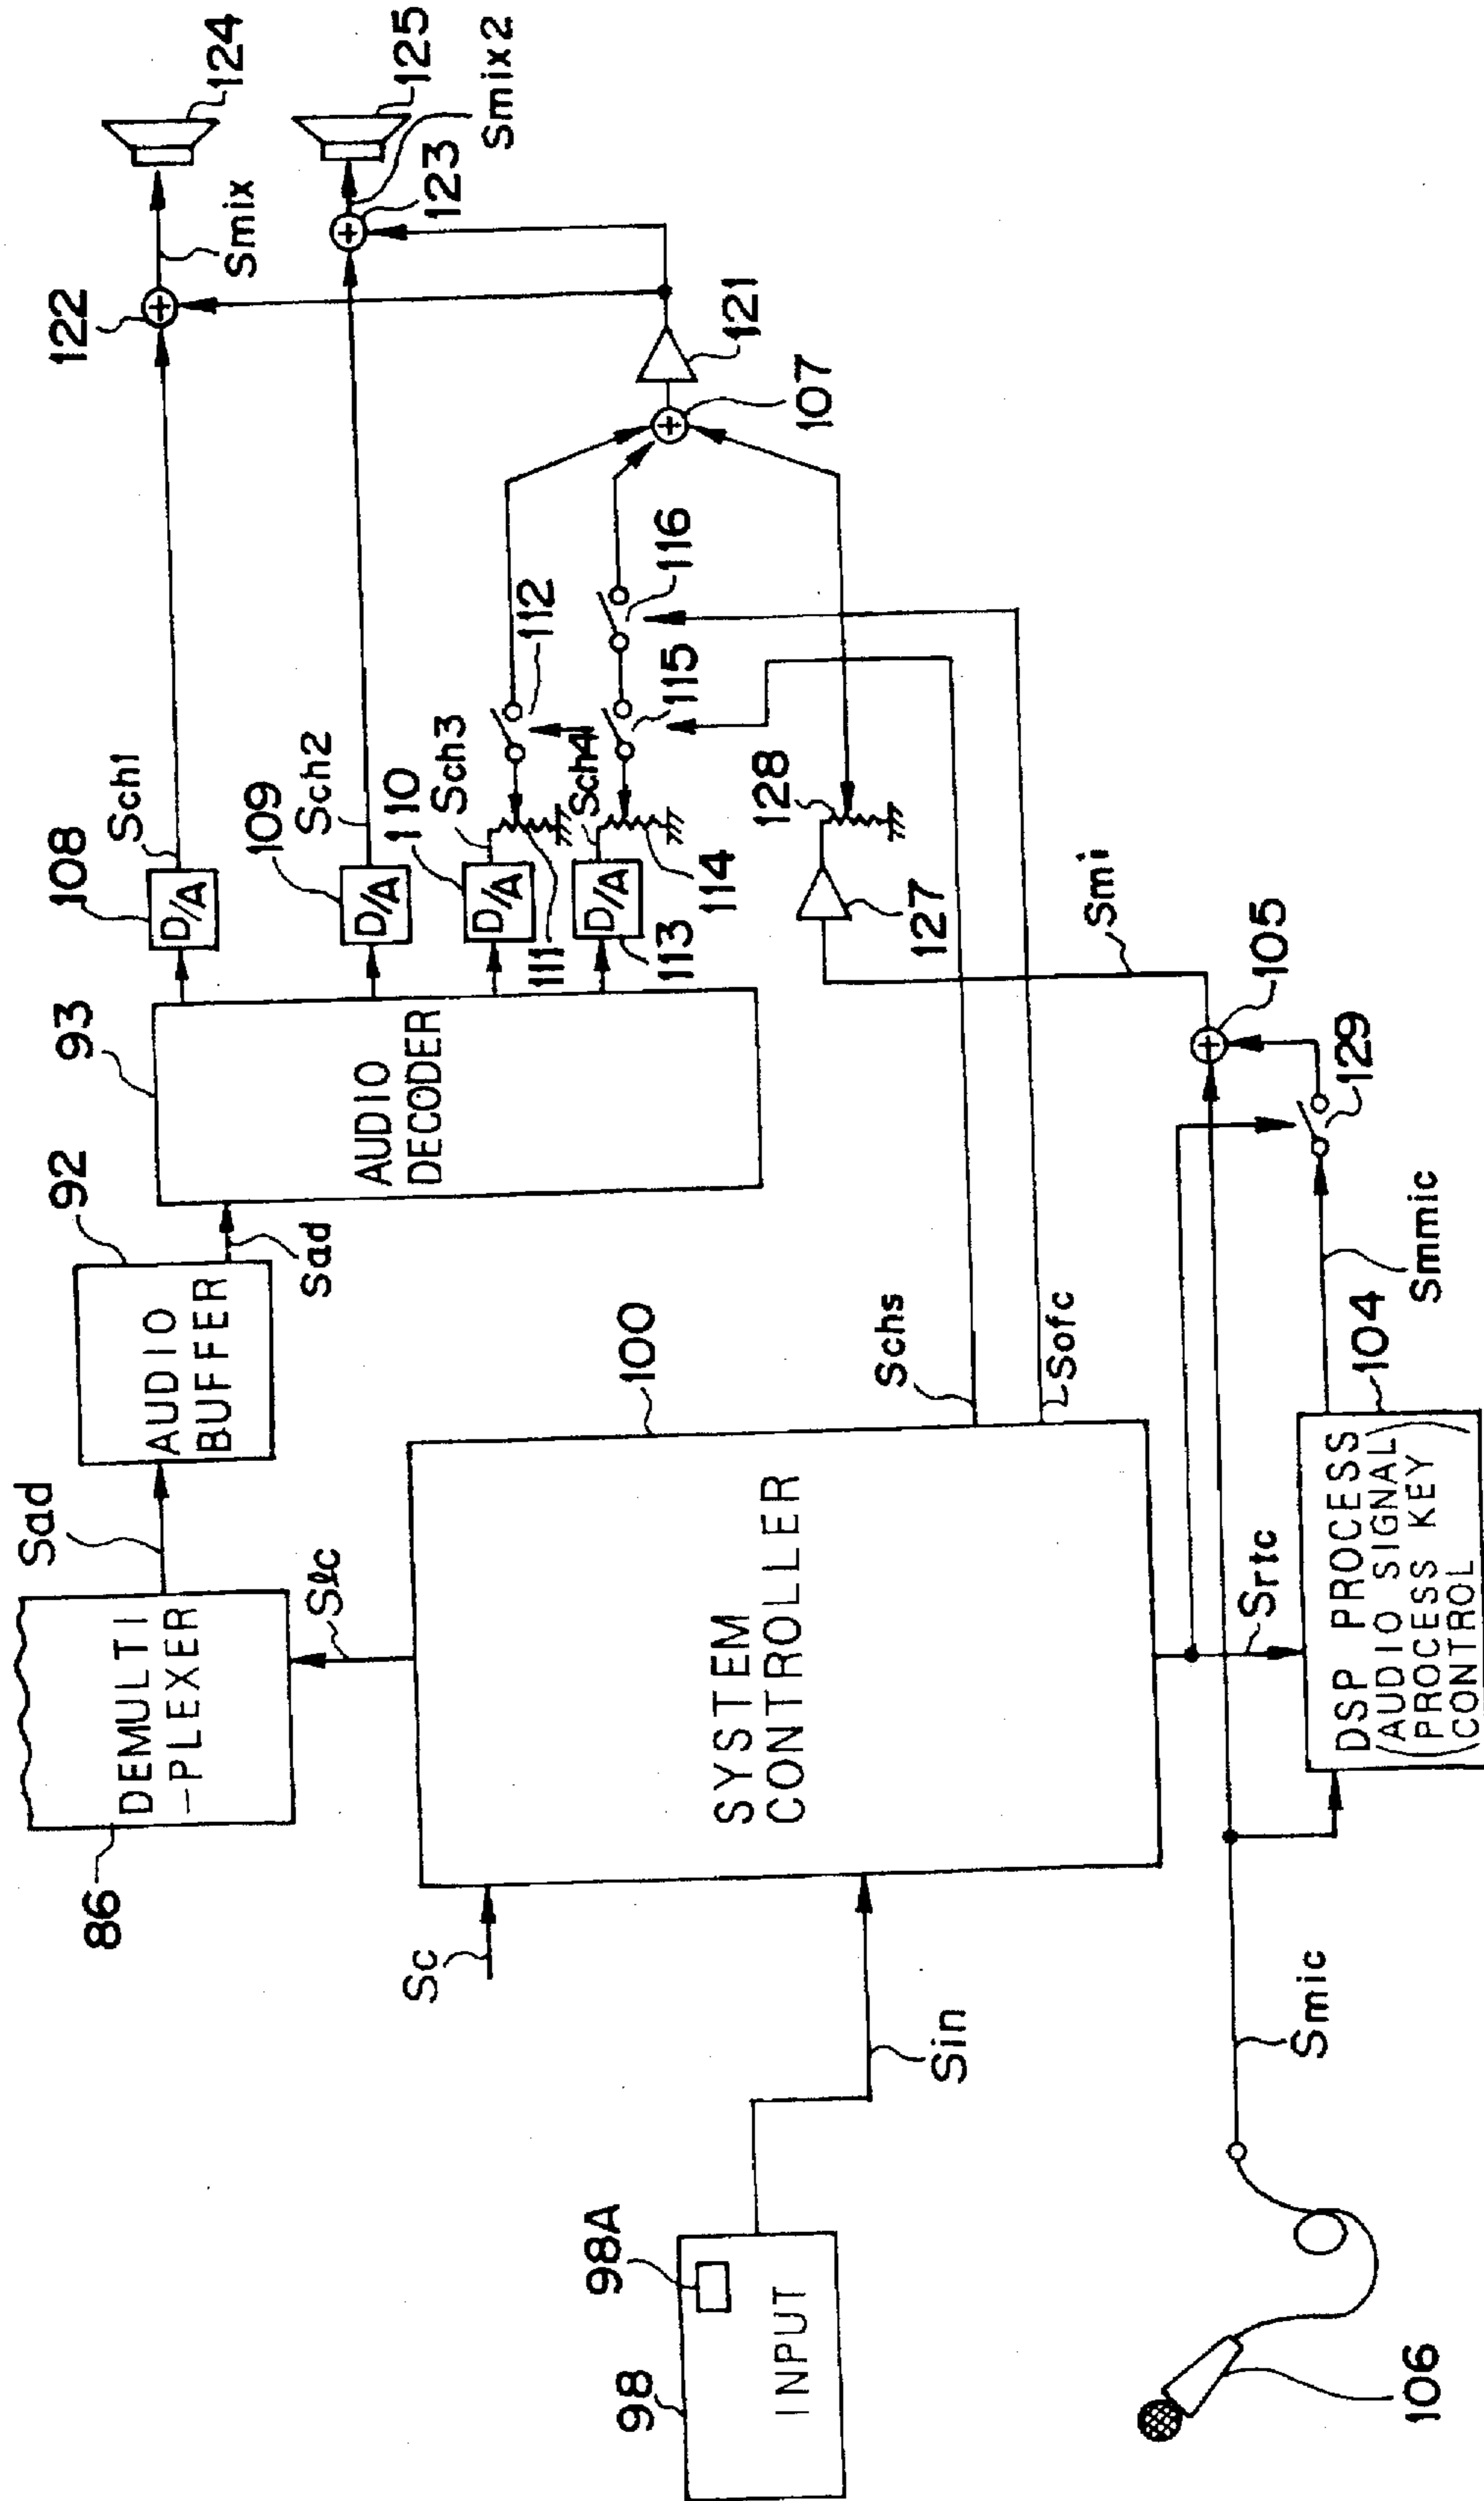 86
DEMULTI
-PLEXER
Sad
92
AUDIO
BUFFER
Sad
93
AUDIO
DECODER
108
D/A
Sch1
122
Smix
124
109
D/A
Sch2
125
123
Smix2
110
D/A
Sch3
111
112
113
D/A
Sch4
114
115
116
107
121
128
127
Smi
105
129
Slc
Sc
100
SYSTEM
CONTROLLER
Schs
Sofc
98
98A
INPUT
Sin
Srtc
104
DSP PROCESS
(AUDIO SIGNAL
PROCESS KEY
CONTROL)
Smmic
Smic
106